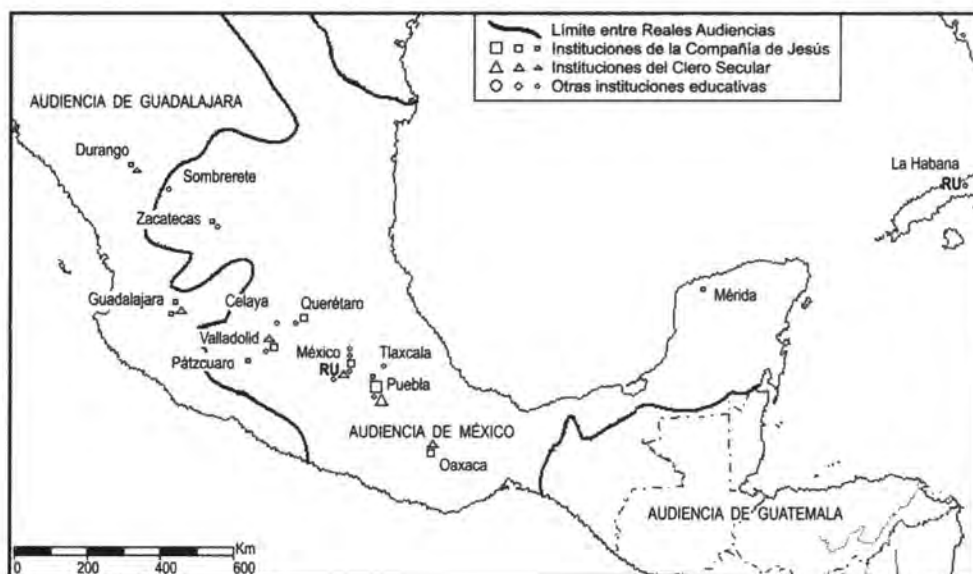 Límite entre Reales Audiencias
Instituciones de la Compañía de Jesús
Instituciones del Clero Secular
Otras instituciones educativas
AUDIENCIA DE GUADALAJARA
Durango
Sombrerete
La Habana
RU
Zacatecas
Mérida
Guadalajara
Celaya
Querétaro
Valladolid
México
Tlaxcala
Pátzcuaro
RU
Puebla
AUDIENCIA DE MÉXICO
Oaxaca
AUDIENCIA DE GUATEMALA
Km
0 200 400 600